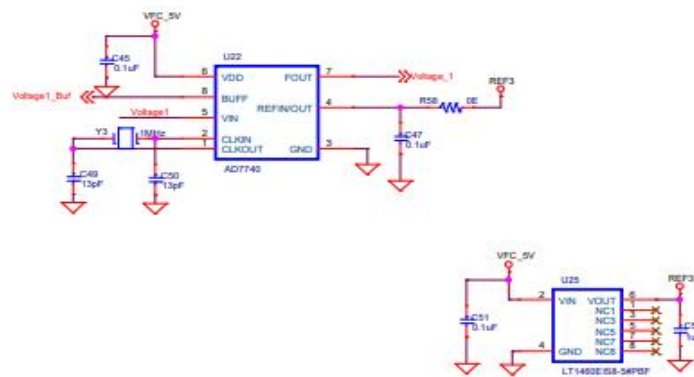 VFC_5V
U22
C45
0.1uF
6 VDD FOUT 7 Voltage_1
REF3
Voltage1_Buf 8 BUFF
REFIN/OUT 4 R58 0E
Voltage1 5 VIN
Y3 1MHz 2 CLKIN
C47
0.1uF
1 CLKOUT GND 3
C49
13pF
C50
13pF
AD7740
VFC_5V
U25
REF3
2 VIN VOUT 6
NC1 1
C51
0.1uF
NC3 3
NC5 5
NC7 7
4 GND NC8 8
LT1460EIS8-5#PBF